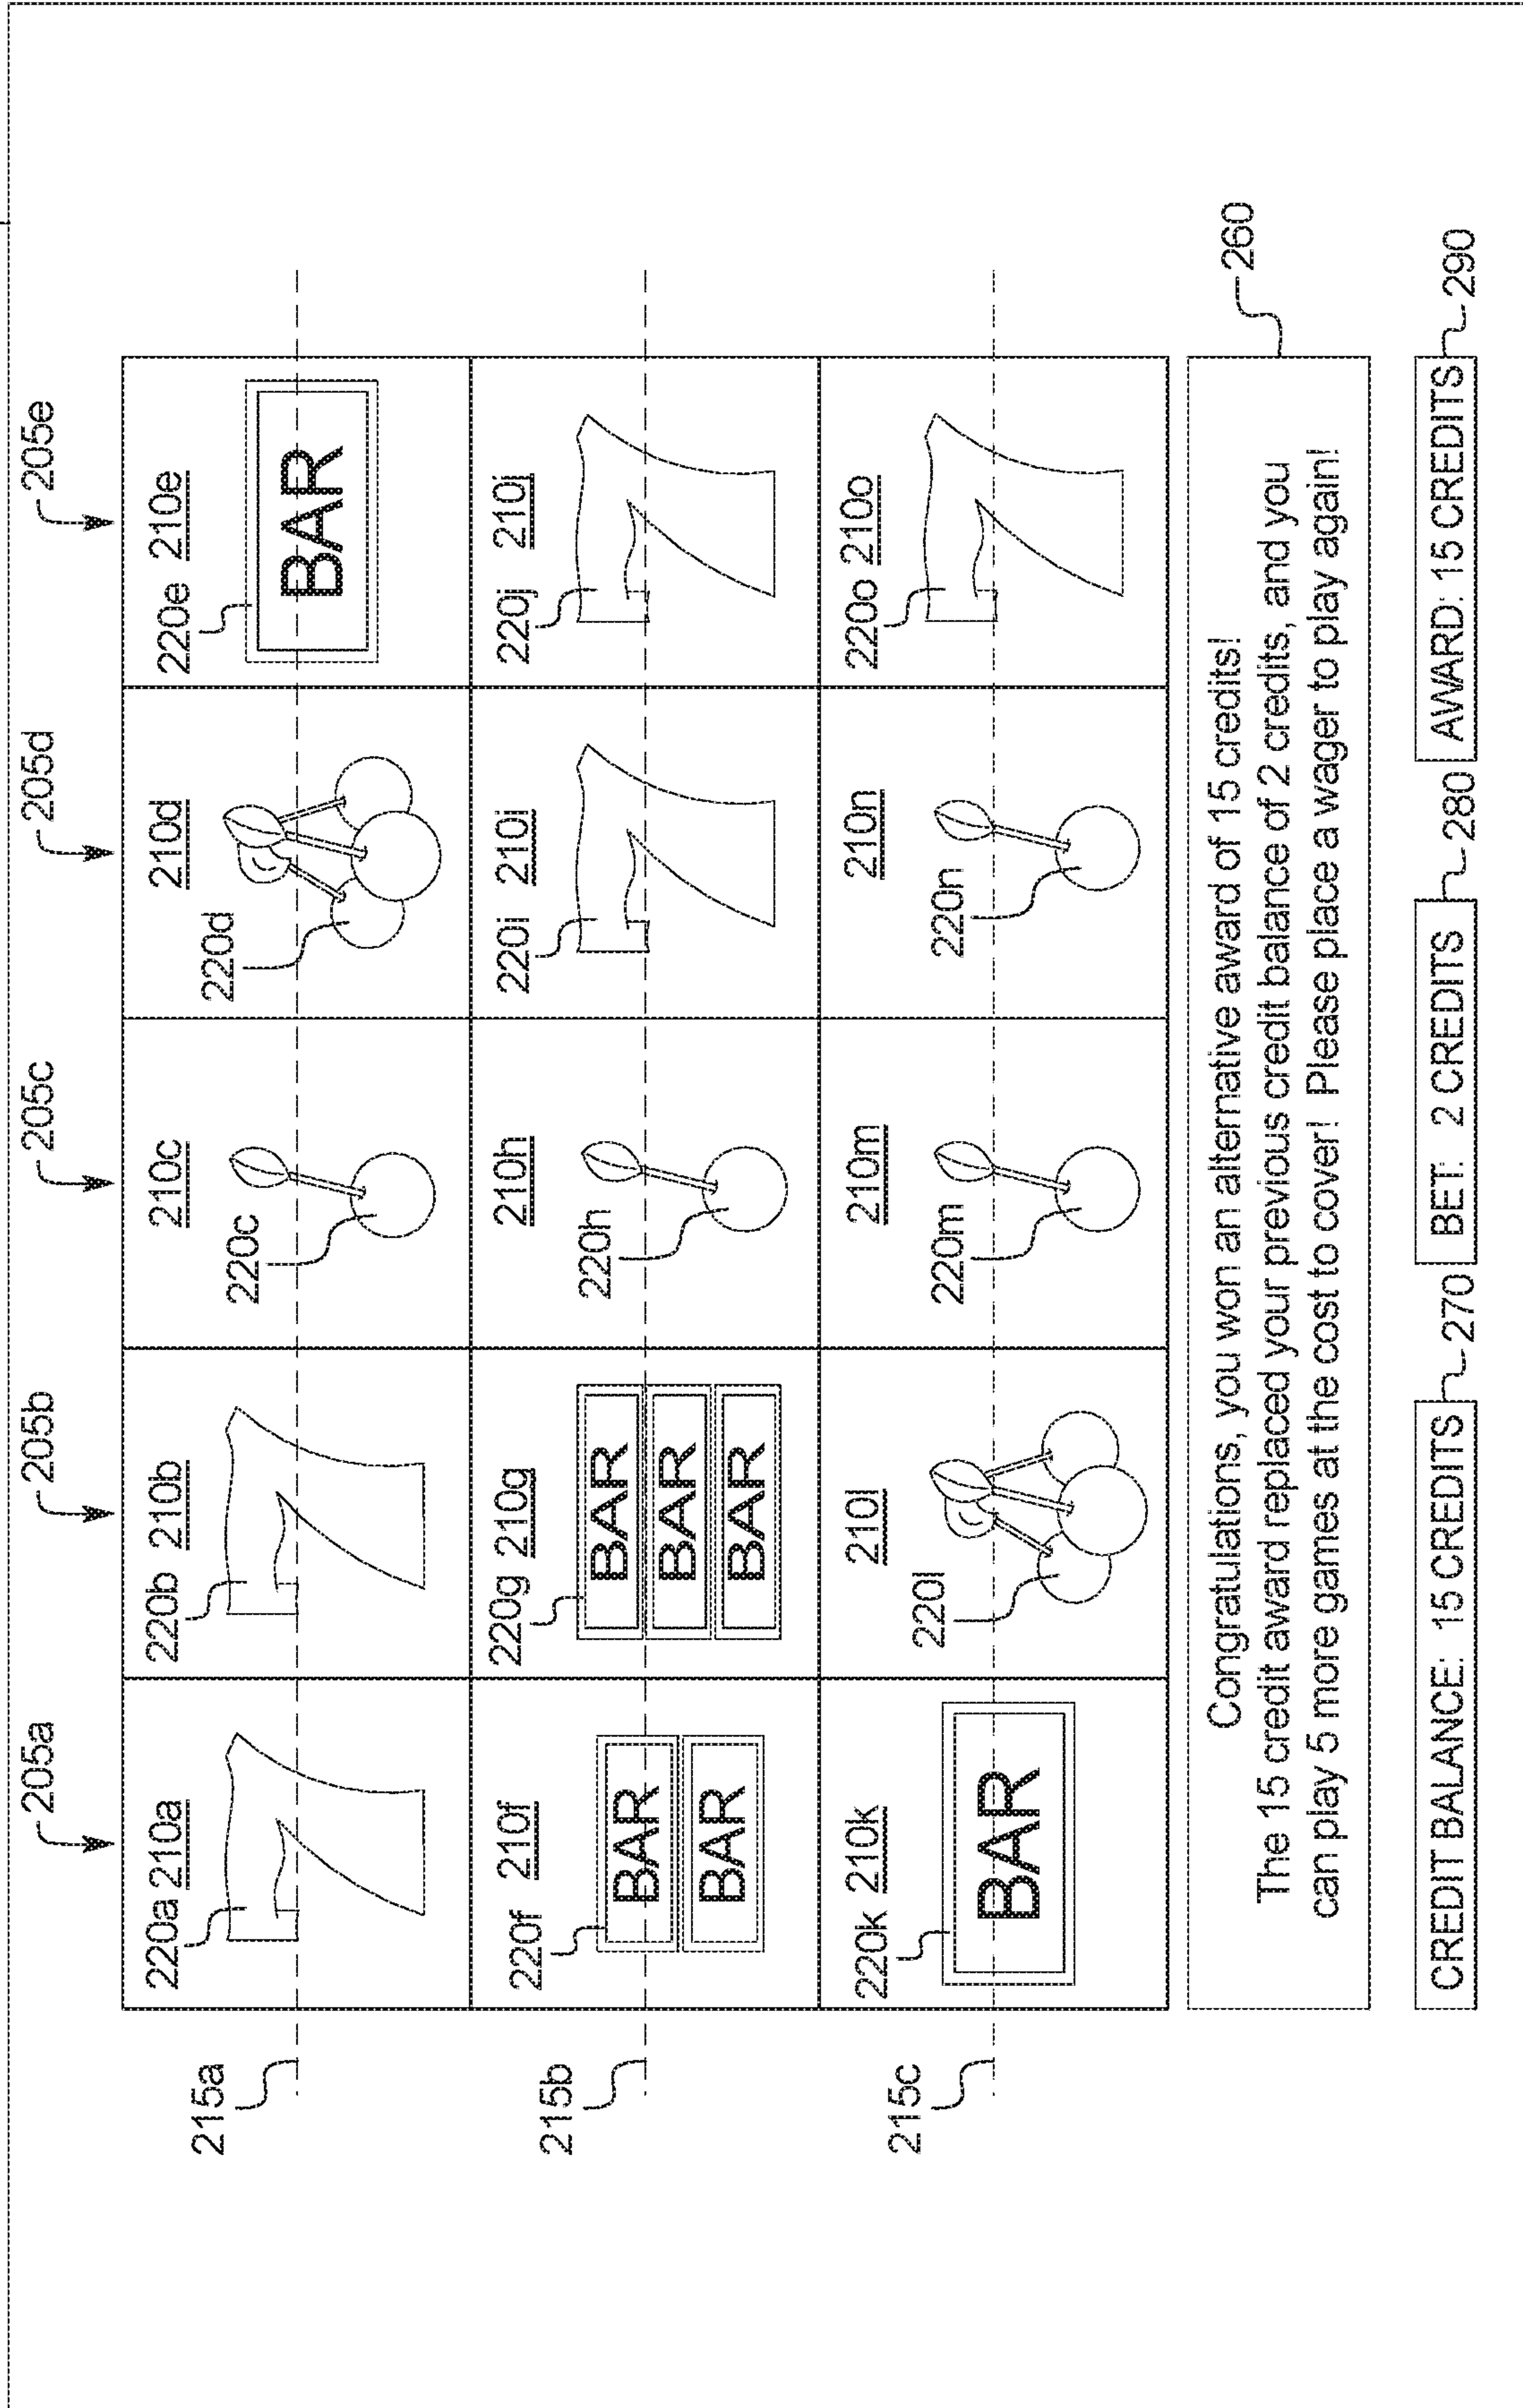 205a 205b 205c 205d 205e
220a 210a 220b 210b 210c 210d 220e 210e
220c 220d
BAR
215a
220f 210f 220g 210g 210h 220i 210i 220j 210j
220h
BAR BAR
BAR BAR
BAR
215b
220k 210k 210l 210m 210n 220o 210o
220l 220m 220n
BAR
215c
Congratulations, you won an alternative award of 15 credits!
The 15 credit award replaced your previous credit balance of 2 credits, and you
can play 5 more games at the cost to cover! Please place a wager to play again!
260
CREDIT BALANCE: 15 CREDITS 270 BET: 2 CREDITS 280 AWARD: 15 CREDITS 290